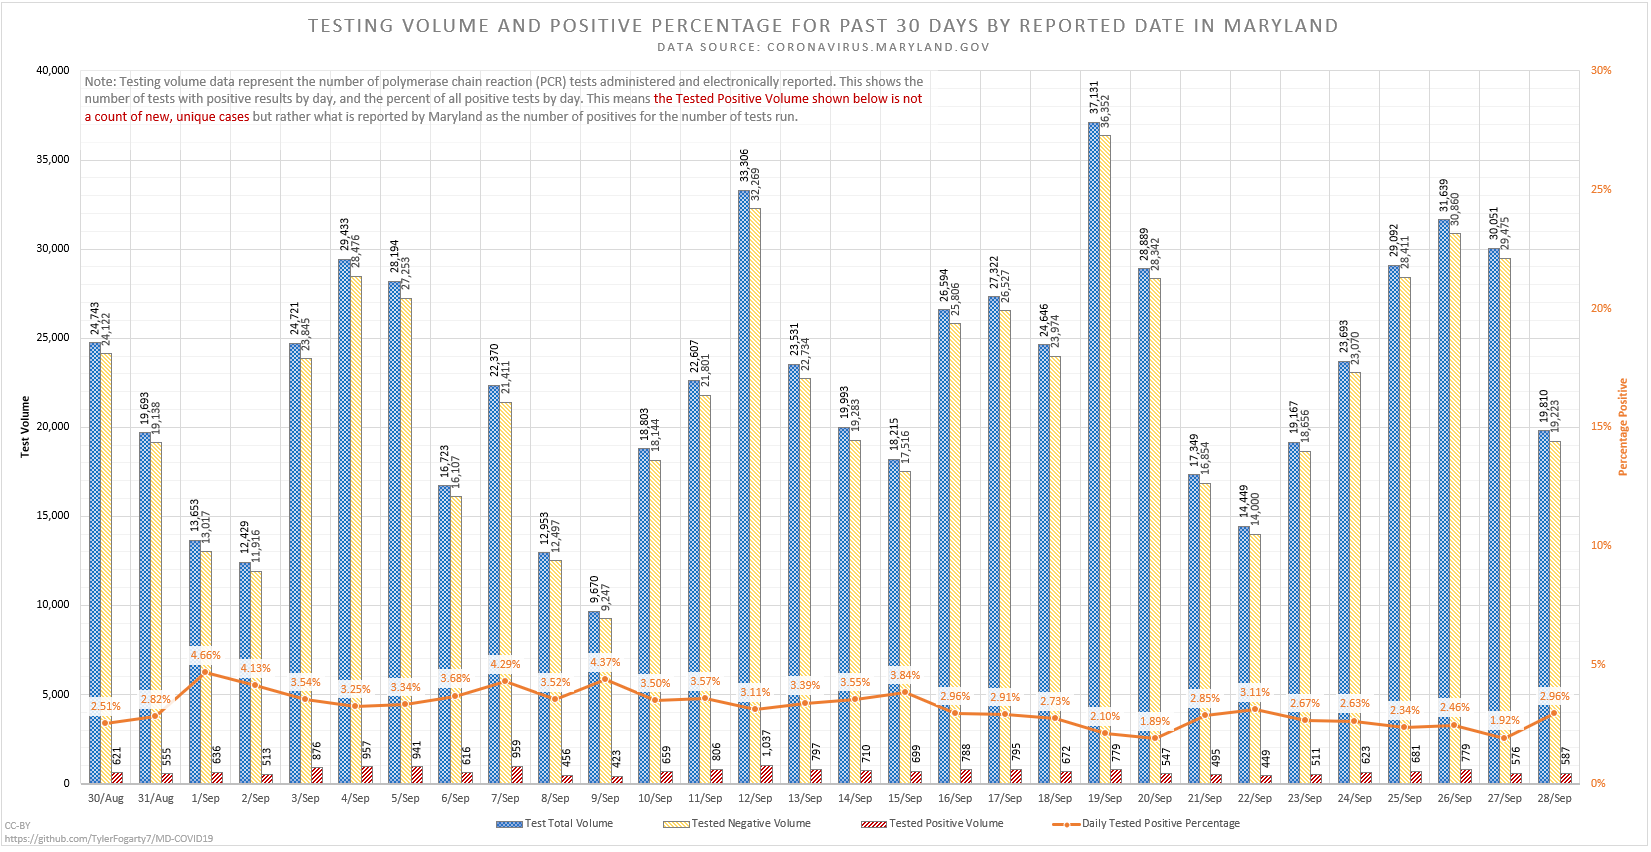 TESTING VOLUME AND POSITIVE PERCENTAGE FOR PAST 30 DAYS BY REPORTED DATE IN MARYLAND
DATA SOURCE: CORONAVIRUS.MARYLAND.GOV
Note: Testing volume data represent the number of polymerase chain reaction (PCR) tests administered and electronically reported. This shows the
number of tests with positive results by day, and the percent of all positive tests by day. This means the Tested Positive Volume shown below is not
a count of new, unique cases but rather what is reported by Maryland as the number of positives for the number of tests run.
Test Volume
40,000
35,000
30,000
25,000
20,000
15,000
10,000
5,000
0
Percentage Positive
30%
25%
20%
15%
10%
5%
0%
24,743 24,122 2.51% 621 30/Aug
19,693 19,138 2.82% 555 31/Aug
13,653 13,017 4.66% 636 1/Sep
12,429 11,916 4.13% 513 2/Sep
24,721 23,845 3.54% 876 3/Sep
29,433 28,476 3.25% 957 4/Sep
28,194 27,253 3.34% 941 5/Sep
16,723 16,107 3.68% 616 6/Sep
22,370 21,411 4.29% 959 7/Sep
12,953 12,497 3.52% 456 8/Sep
9,670 9,247 4.37% 423 9/Sep
18,803 18,144 3.50% 659 10/Sep
22,607 21,801 3.57% 806 11/Sep
33,306 32,269 3.11% 1,037 12/Sep
23,531 22,734 3.39% 797 13/Sep
19,993 19,283 3.55% 710 14/Sep
18,215 17,516 3.84% 699 15/Sep
26,594 25,806 2.96% 788 16/Sep
27,322 26,527 2.91% 795 17/Sep
24,646 23,974 2.73% 672 18/Sep
37,131 36,352 2.10% 779 19/Sep
28,889 28,342 1.89% 547 20/Sep
17,349 16,854 2.85% 495 21/Sep
14,449 14,000 3.11% 449 22/Sep
19,167 18,656 2.67% 511 23/Sep
23,693 23,070 2.63% 623 24/Sep
29,092 28,411 2.34% 681 25/Sep
31,639 30,860 2.46% 779 26/Sep
30,051 29,475 1.92% 576 27/Sep
19,810 19,223 2.96% 587 28/Sep
Test Total Volume
Tested Negative Volume
Tested Positive Volume
Daily Tested Positive Percentage
CC-BY
https://github.com/TylerFogarty7/MD-COVID19